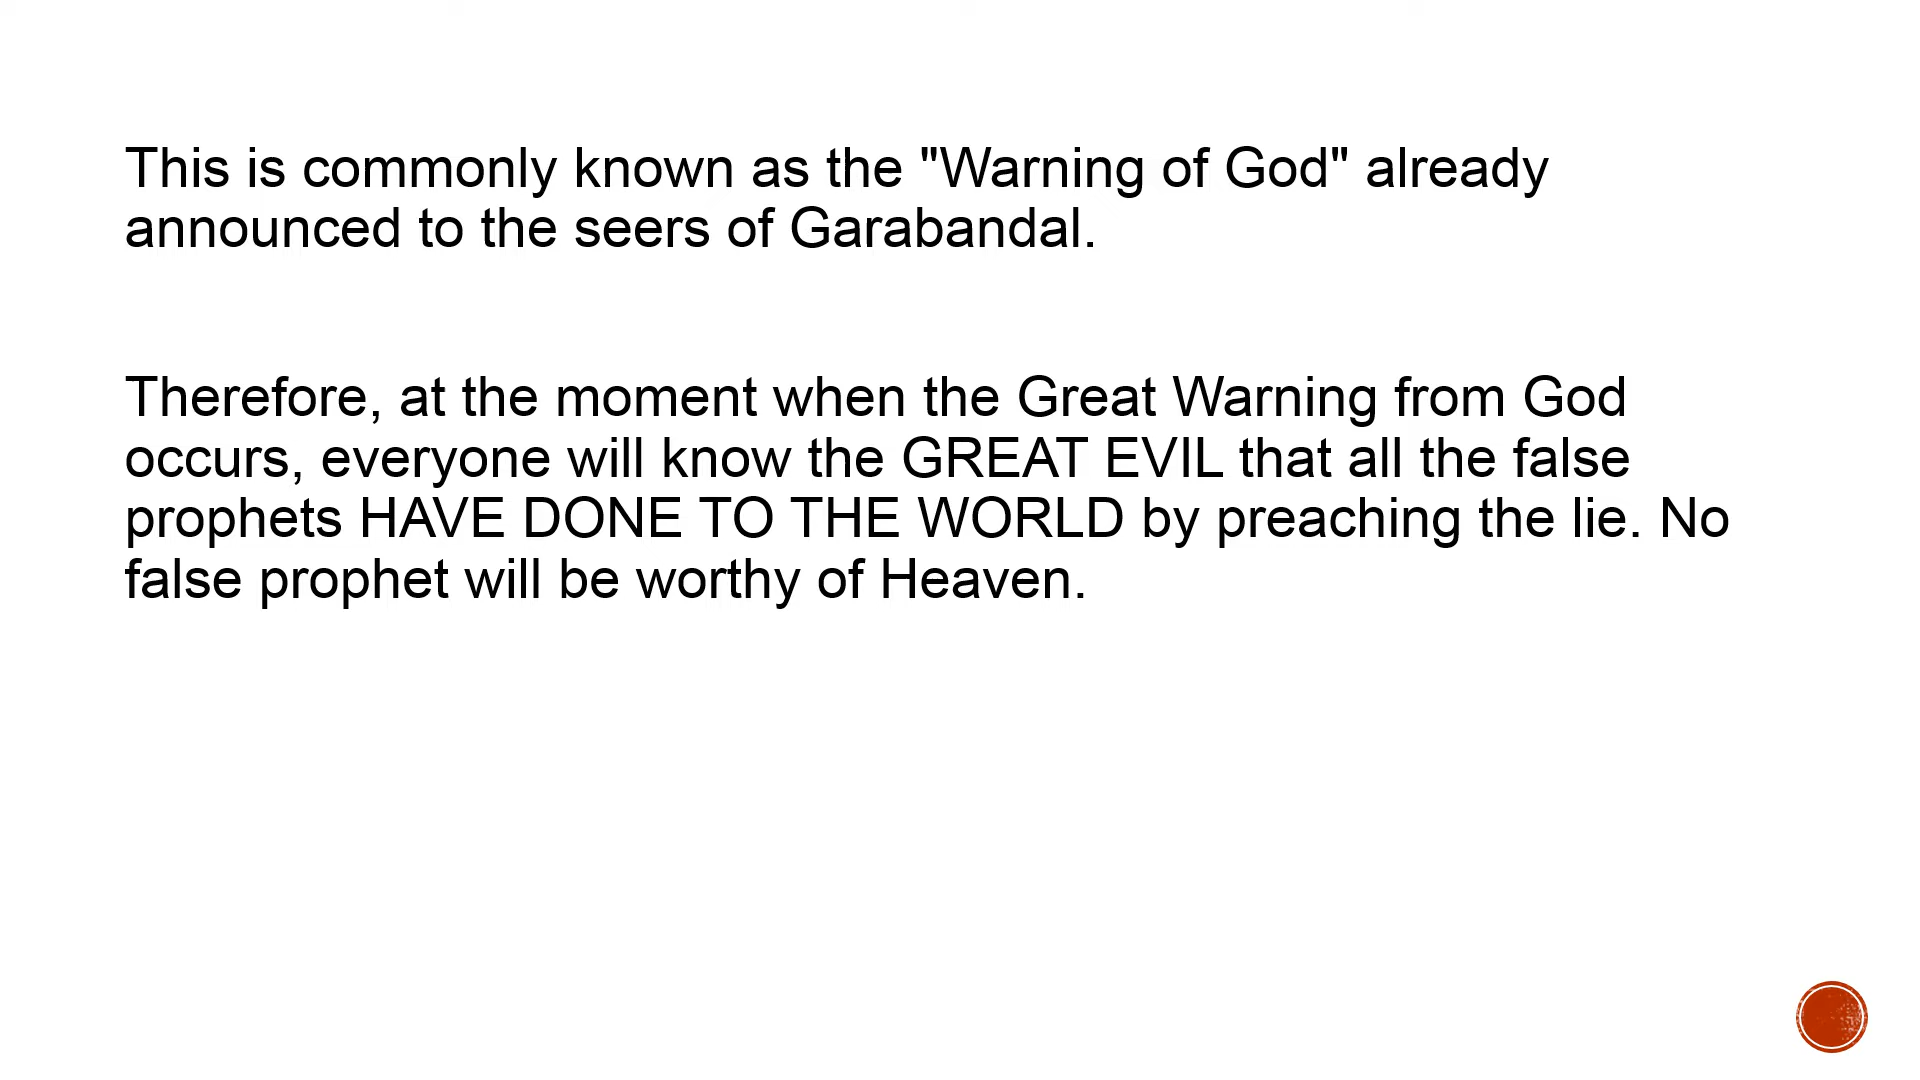 This is commonly known as the "Warning of God" already
announced to the seers of Garabandal.
Therefore, at the moment when the Great Warning from God
occurs, everyone will know the GREAT EVIL that all the false
prophets HAVE DONE TO THE WORLD by preaching the lie. No
false prophet will be worthy of Heaven.